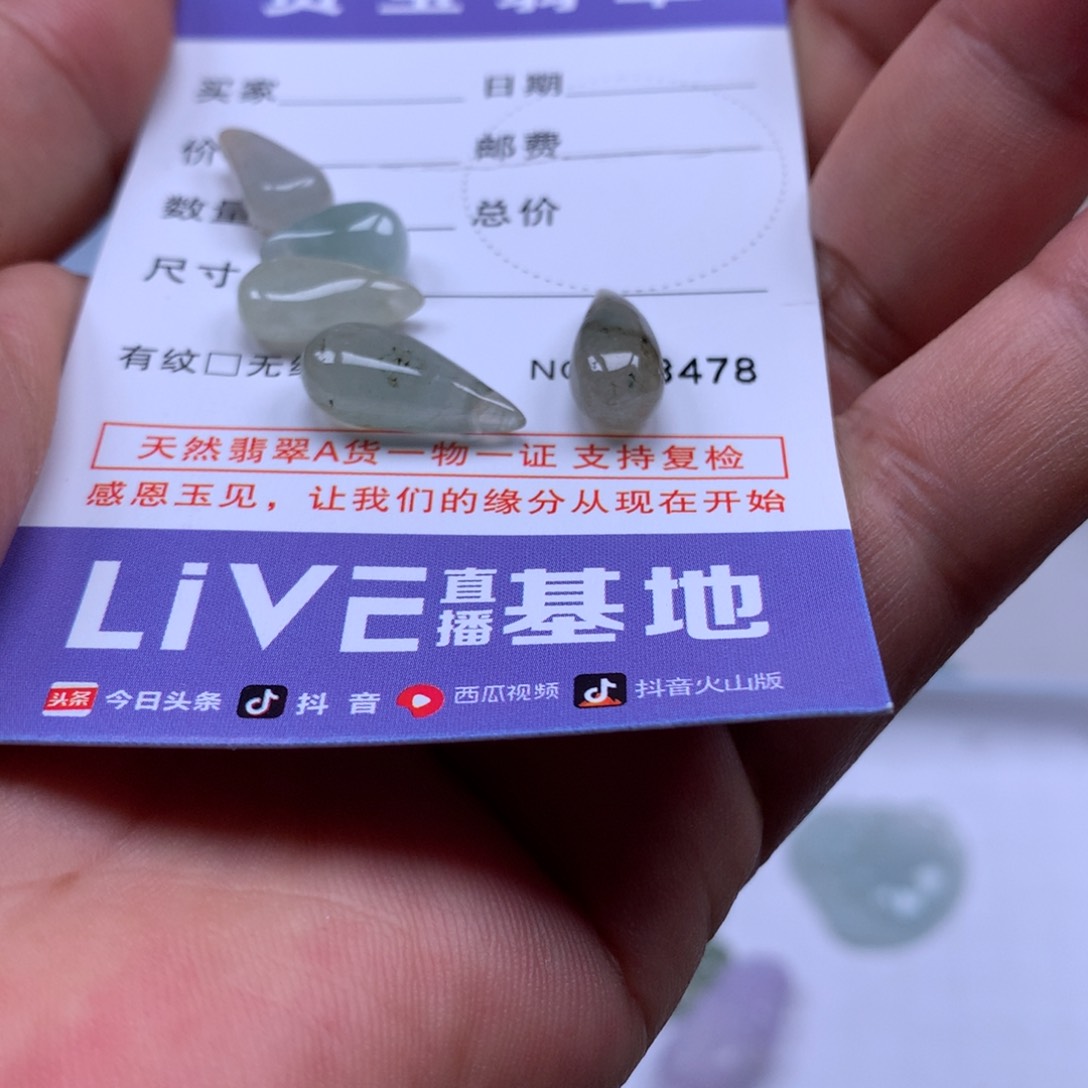 买家 日期
价 邮费
数量 总价
尺寸
有纹□无 NO 3478
天然翡翠A货一物一证 支持复检
感恩玉见，让我们的缘分从现在开始
LiVE直播基地
头条 今日头条 抖音 西瓜视频 抖音火山版